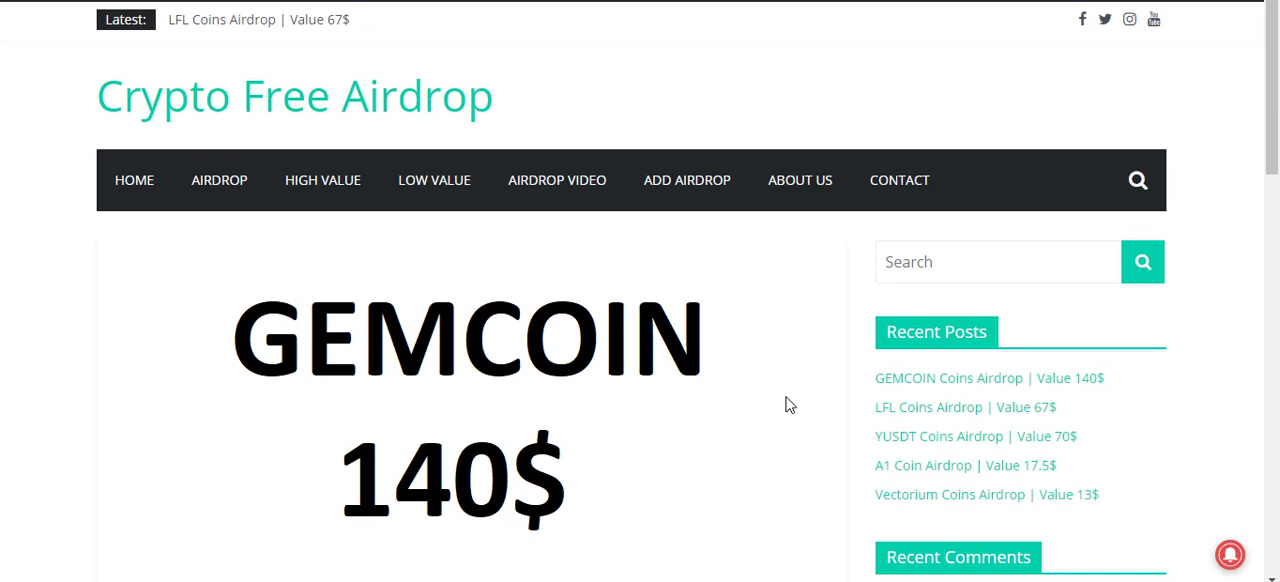 Latest: LFL Coins Airdrop | Value 67$
You Tube
Crypto Free Airdrop
HOME AIRDROP HIGH VALUE LOW VALUE AIRDROP VIDEO ADD AIRDROP ABOUT US CONTACT
Search
GEMCOIN
140$
Recent Posts
GEMCOIN Coins Airdrop | Value 140$
LFL Coins Airdrop | Value 67$
YUSDT Coins Airdrop | Value 70$
A1 Coin Airdrop | Value 17.5$
Vectorium Coins Airdrop | Value 13$
Recent Comments